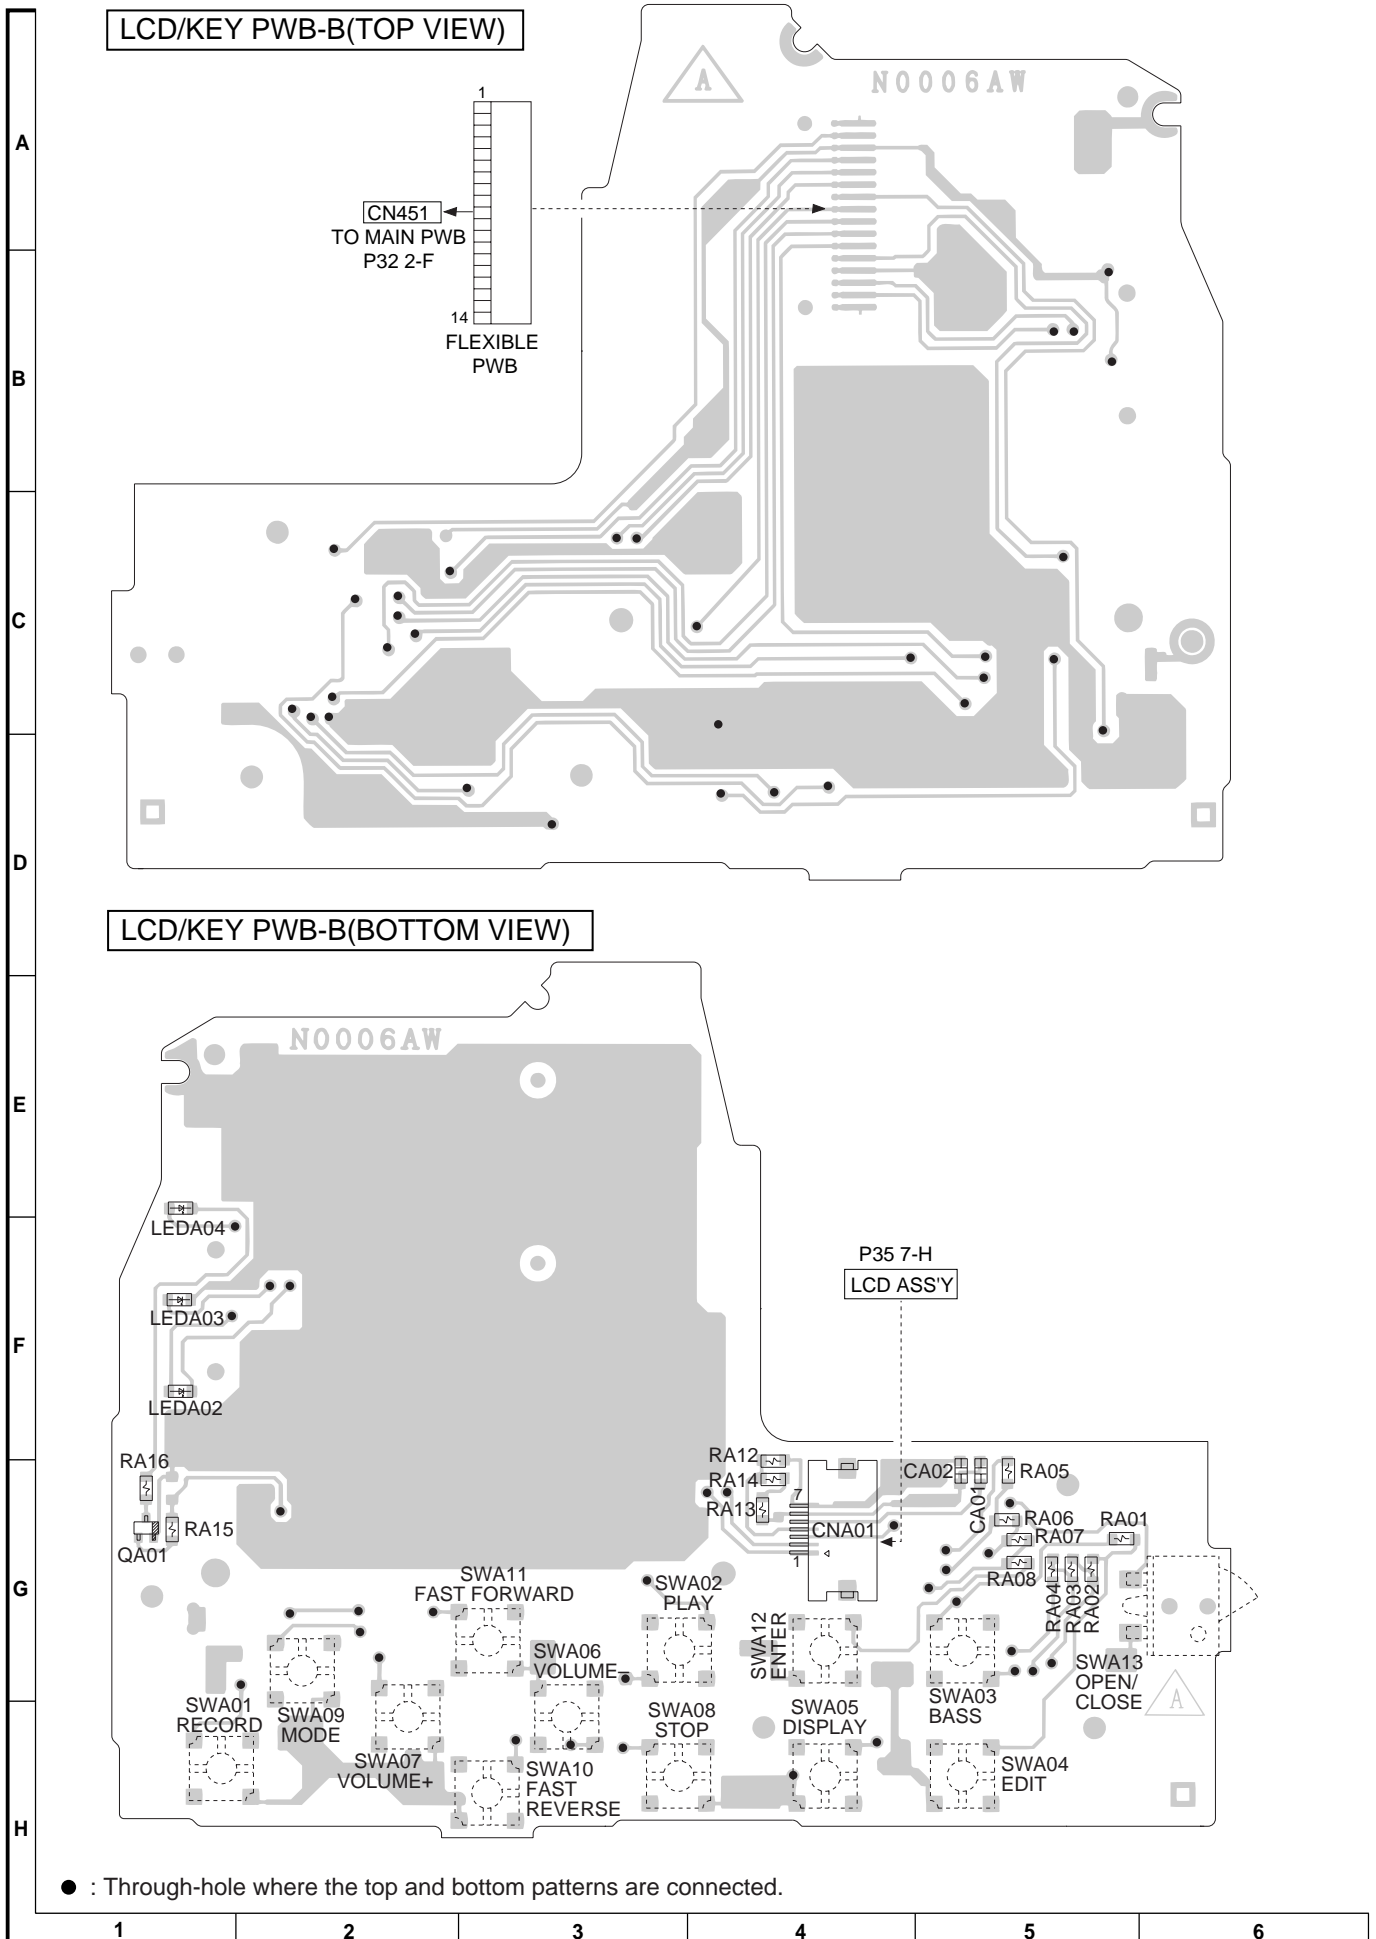 LCD/KEY PWB-B(TOP VIEW)
A
N0006AW
A
1
CN451
TO MAIN PWB
P32 2-F
14
FLEXIBLE
PWB
B
C
D
LCD/KEY PWB-B(BOTTOM VIEW)
N0006AW
E
LEDA04
P35 7-H
LCD ASS'Y
LEDA03
F
LEDA02
RA16
RA12
RA14
CA02
RA05
7
RA13
CA01
CNA01
RA06
RA01
RA15
RA07
QA01
1
RA08
G
RA04
RA03
RA02
SWA11
FAST FORWARD
SWA02
PLAY
SWA12
ENTER
SWA06
VOLUME–
SWA13
OPEN/
CLOSE
A
SWA01
RECORD
SWA09
MODE
SWA08
STOP
SWA05
DISPLAY
SWA03
BASS
SWA07
VOLUME+
SWA10
FAST
REVERSE
SWA04
EDIT
H
● : Through-hole where the top and bottom patterns are connected.
1 2 3 4 5 6